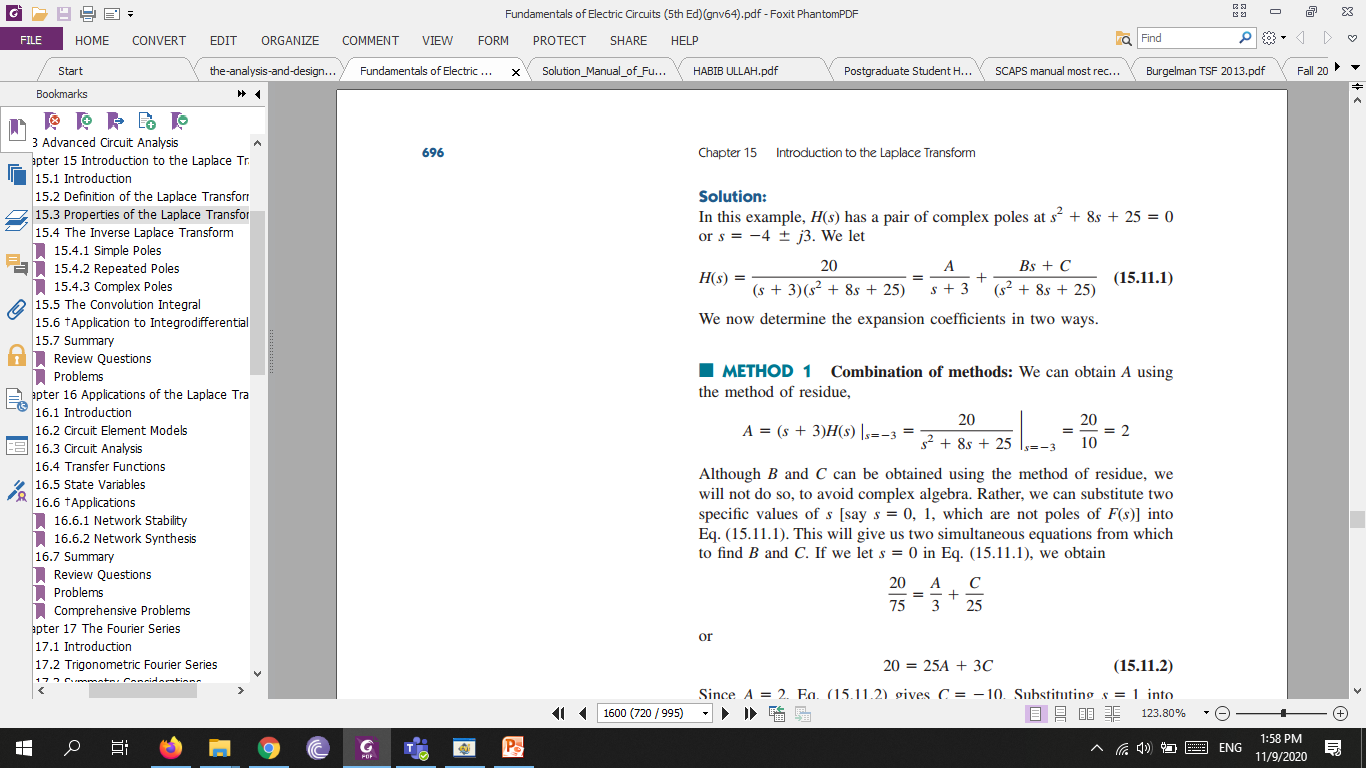 Fundamentals of Electric Circuits (5th Ed)(gnv64).pdf - Foxit PhantomPDF
FILE HOME CONVERT EDIT ORGANIZE COMMENT VIEW FORM PROTECT SHARE HELP
Find
Start the-analysis-and-design... Fundamentals of Electric ... x Solution_Manual_of_Fu... HABIB ULLAH.pdf Postgraduate Student H... SCAPS manual most rec... Burgelman TSF 2013.pdf Fall 20
Bookmarks
3 Advanced Circuit Analysis
apter 15 Introduction to the Laplace Tr
15.1 Introduction
15.2 Definition of the Laplace Transforr
15.3 Properties of the Laplace Transfor
15.4 The Inverse Laplace Transform
15.4.1 Simple Poles
15.4.2 Repeated Poles
15.4.3 Complex Poles
15.5 The Convolution Integral
15.6 †Application to Integrodifferential
15.7 Summary
Review Questions
Problems
apter 16 Applications of the Laplace Tra
16.1 Introduction
16.2 Circuit Element Models
16.3 Circuit Analysis
16.4 Transfer Functions
16.5 State Variables
16.6 †Applications
16.6.1 Network Stability
16.6.2 Network Synthesis
16.7 Summary
Review Questions
Problems
Comprehensive Problems
apter 17 The Fourier Series
17.1 Introduction
17.2 Trigonometric Fourier Series
17.3 Symmetry Considerations
696 Chapter 15 Introduction to the Laplace Transform
Solution:
In this example, H(s) has a pair of complex poles at s² + 8s + 25 = 0
or s = −4 ± j3. We let
H(s) = 20 / (s + 3)(s² + 8s + 25) = A / s + 3 + Bs + C / (s² + 8s + 25) (15.11.1)
We now determine the expansion coefficients in two ways.
■ METHOD 1 Combination of methods: We can obtain A using
the method of residue,
A = (s + 3)H(s) |s=−3 = 20 / s² + 8s + 25 |s=−3 = 20 / 10 = 2
Although B and C can be obtained using the method of residue, we
will not do so, to avoid complex algebra. Rather, we can substitute two
specific values of s [say s = 0, 1, which are not poles of F(s)] into
Eq. (15.11.1). This will give us two simultaneous equations from which
to find B and C. If we let s = 0 in Eq. (15.11.1), we obtain
20 / 75 = A / 3 + C / 25
or
20 = 25A + 3C (15.11.2)
Since A = 2, Eq. (15.11.2) gives C = −10. Substituting s = 1 into
1600 (720 / 995)
123.80%
PDF
ENG
1:58 PM
11/9/2020